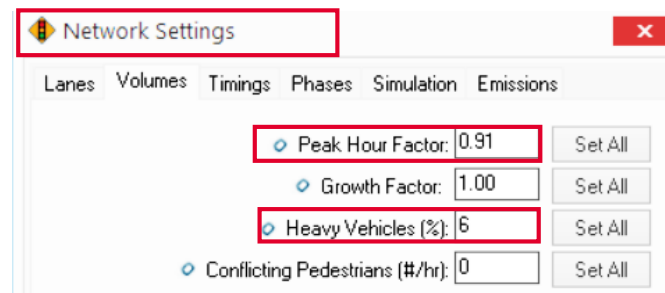 Network Settings
Lanes Volumes Timings Phases Simulation Emissions
Peak Hour Factor: 0.91 Set All
Growth Factor: 1.00 Set All
Heavy Vehicles (%): 6 Set All
Conflicting Pedestrians (#/hr): 0 Set All